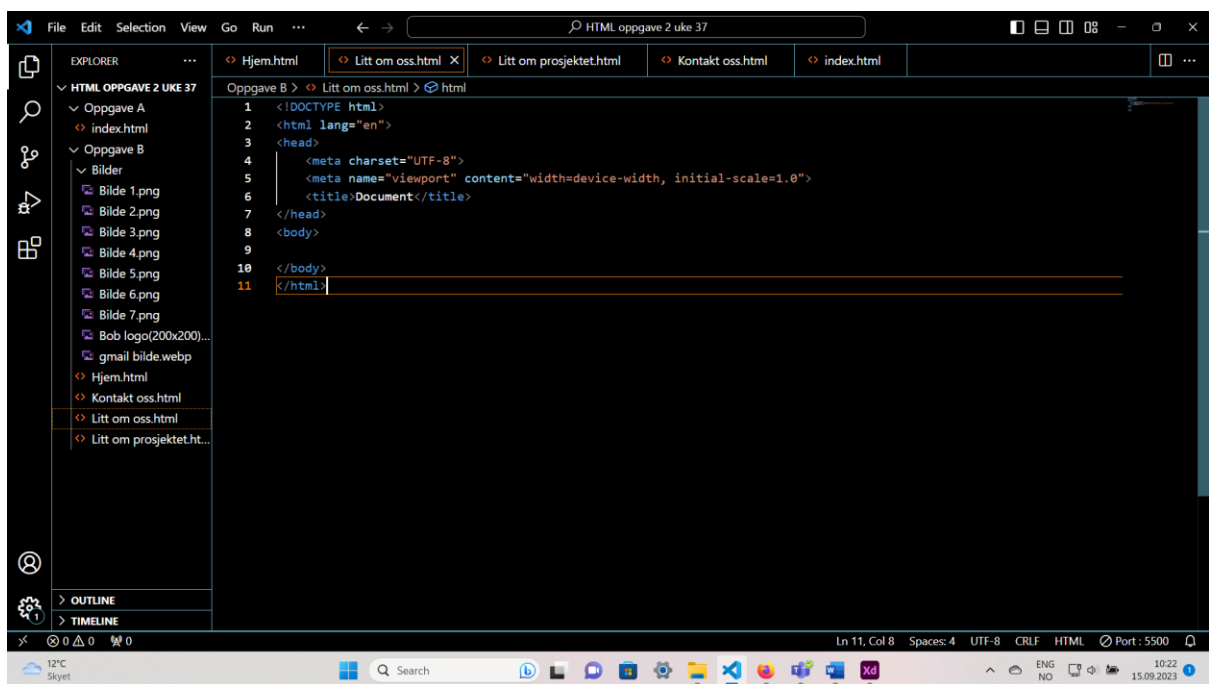 File Edit Selection View Go Run ··· ← → HTML oppgave 2 uke 37
EXPLORER ···
HTML OPPGAVE 2 UKE 37
Oppgave A
index.html
Oppgave B
Bilder
Bilde 1.png
Bilde 2.png
Bilde 3.png
Bilde 4.png
Bilde 5.png
Bilde 6.png
Bilde 7.png
Bob logo(200x200)...
gmail bilde.webp
Hjem.html
Kontakt oss.html
Litt om oss.html
Litt om prosjektet.ht...
OUTLINE
TIMELINE
Hjem.html Litt om oss.html Litt om prosjektet.html Kontakt oss.html index.html
Oppgave B > Litt om oss.html > html
1 <!DOCTYPE html>
2 <html lang="en">
3 <head>
4 <meta charset="UTF-8">
5 <meta name="viewport" content="width=device-width, initial-scale=1.0">
6 <title>Document</title>
7 </head>
8 <body>
9
10 </body>
11 </html>
1
0 0 0 Ln 11, Col 8 Spaces: 4 UTF-8 CRLF HTML Port : 5500
12°C
Skyet
Search
Xd
ENG
NO
10:22
15.09.2023
1